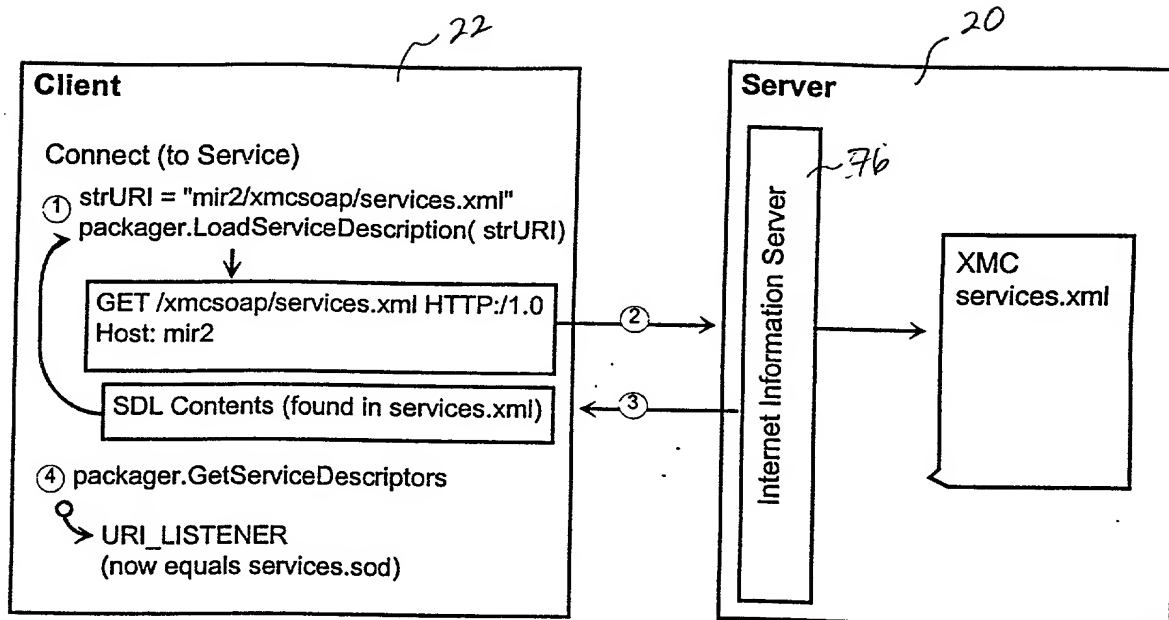 22
20
Client
Connect (to Service)
1 strURI = "mir2/xmcsoap/services.xml"
packager.LoadServiceDescription( strURI)
GET /xmcsoap/services.xml HTTP:/1.0
Host: mir2
SDL Contents (found in services.xml)
4 packager.GetServiceDescriptors
URI_LISTENER
(now equals services.sod)
2
3
Server
76
Internet Information Server
XMC
services.xml